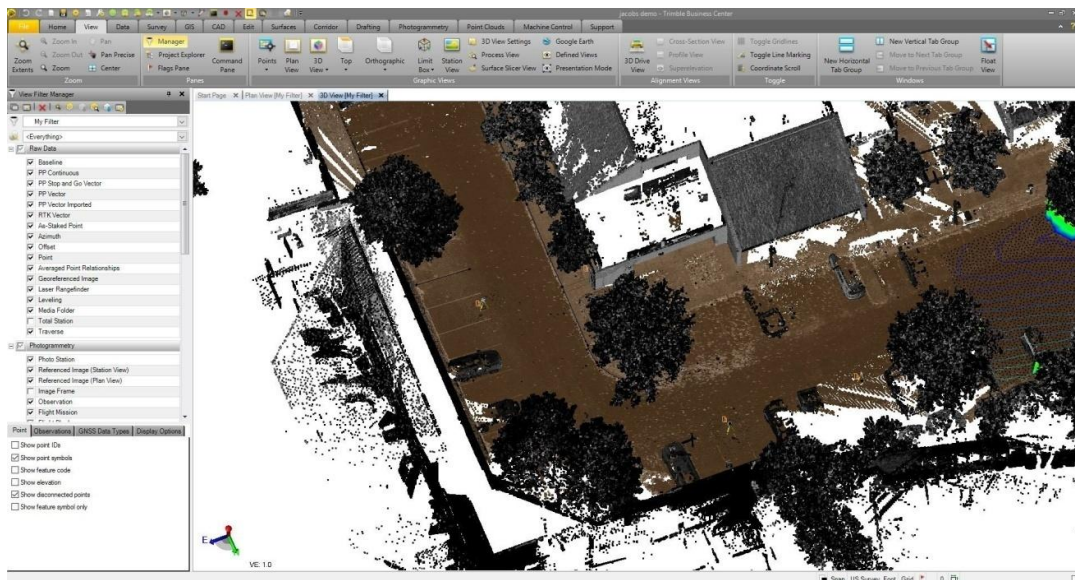 jacobs demo - Trimble Business Center
File Home View Data Survey GIS CAD Edit Surfaces Corridor Drafting Photogrammetry Point Clouds Machine Control Support
Zoom Extents
Zoom In
Zoom Out
Zoom
Pan
Pan Precise
Center
Zoom
Manager
Project Explorer
Flags Pane
Command Pane
Panes
Points
Plan View
3D View
Top
Orthographic
Limit Box
Station View
3D View Settings
Process View
Surface Slicer View
Google Earth
Defined Views
Presentation Mode
Graphic Views
3D Drive View
Cross-Section View
Profile View
Superelevation
Alignment Views
Toggle Gridlines
Toggle Line Marking
Coordinate Scroll
Toggle
New Horizontal Tab Group
New Vertical Tab Group
Move to Next Tab Group
Move to Previous Tab Group
Float View
Windows
View Filter Manager
Start Page Plan View [My Filter] 3D View [My Filter]
My Filter
<Everything>
Raw Data
Baseline
PP Continuous
PP Stop and Go Vector
PP Vector
PP Vector Imported
RTK Vector
As-Staked Point
Azimuth
Offset
Point
Averaged Point Relationships
Georeferenced Image
Laser Rangefinder
Leveling
Media Folder
Total Station
Traverse
Photogrammetry
Photo Station
Referenced Image (Station View)
Referenced Image (Plan View)
Image Frame
Observation
Flight Mission
Point Observations GNSS Data Types Display Options
Show point IDs
Show point symbols
Show feature code
Show elevation
Show disconnected points
Show feature symbol only
E
VE: 1.0
Snap US Survey Foot Grid 0